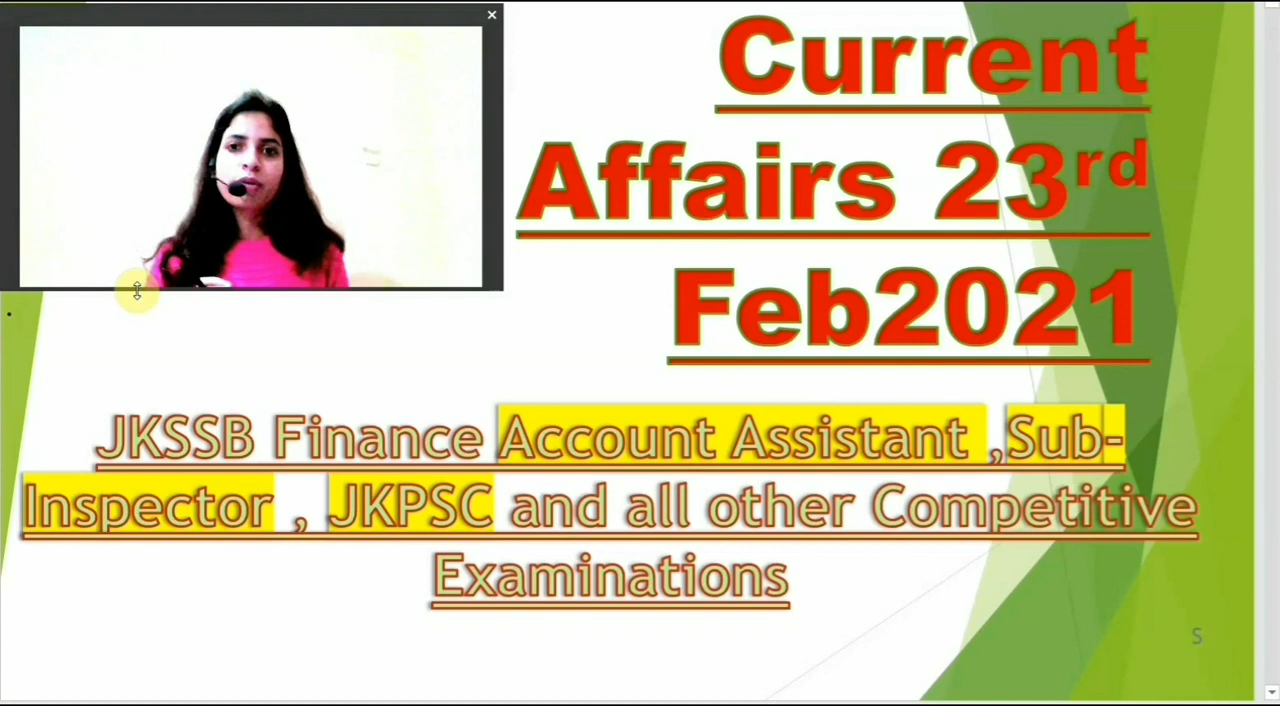 Current
Affairs 23rd
Feb2021
JKSSB Finance Account Assistant ,Sub-
Inspector , JKPSC and all other Competitive
Examinations
S